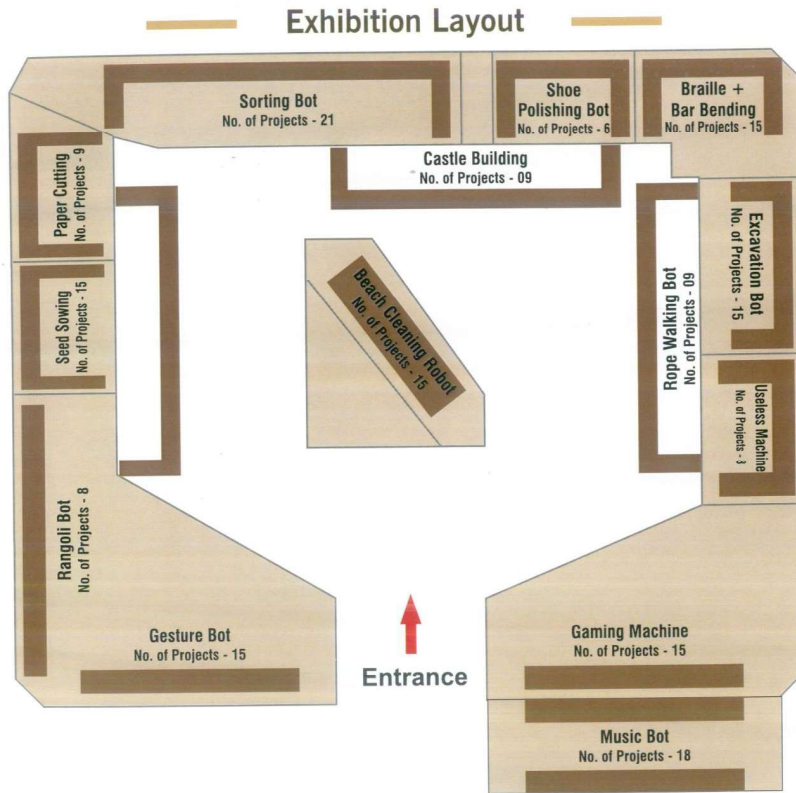 Exhibition Layout
Sorting Bot
No. of Projects - 21
Shoe
Polishing Bot
No. of Projects - 6
Braille +
Bar Bending
No. of Projects - 15
Castle Building
No. of Projects - 09
Paper Cutting
No. of Projects - 9
Seed Sowing
No. of Projects - 15
Beach Cleaning Robot
No. of Projects - 15
Rope Walking Bot
No. of Projects - 09
Excavation Bot
No. of Projects - 15
Useless Machine
No. of Projects -
Rangoli Bot
No. of Projects - 8
Gesture Bot
No. of Projects - 15
Entrance
Gaming Machine
No. of Projects - 15
Music Bot
No. of Projects - 18